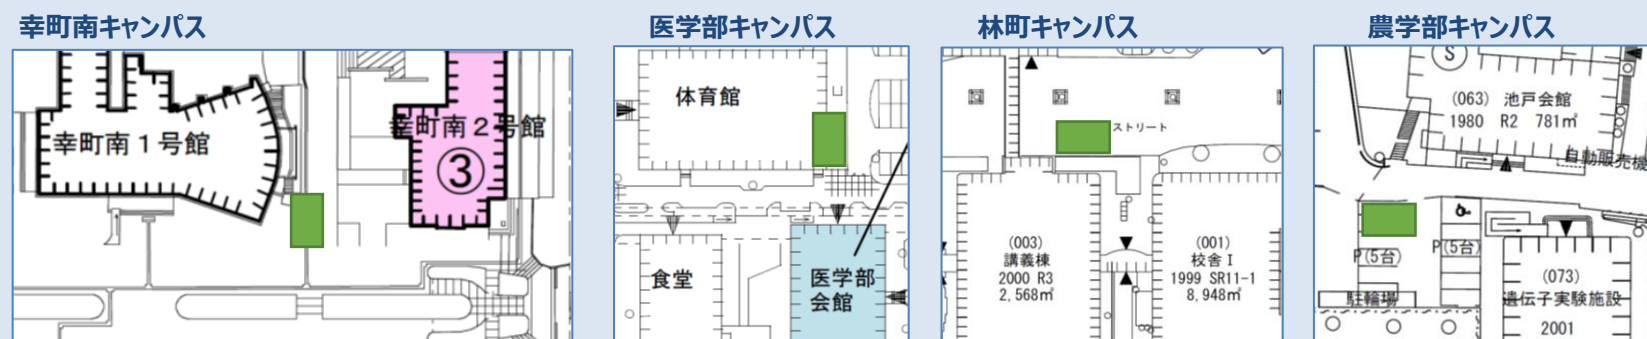 幸町南キャンパス
幸町南1号館
幸町南2号館
③
医学部キャンパス
体育館
食堂
医学部
会館
林町キャンパス
ストリート
(003)
講義棟
2000 R3
2,568㎡
(001)
校舎Ⅰ
1999 SR11-1
8,948㎡
農学部キャンパス
S
(063) 池戸会館
1980 R2 781㎡
自動販売機
P(5台)
P(5台)
駐輪場
(073)
遺伝子実験施設
2001